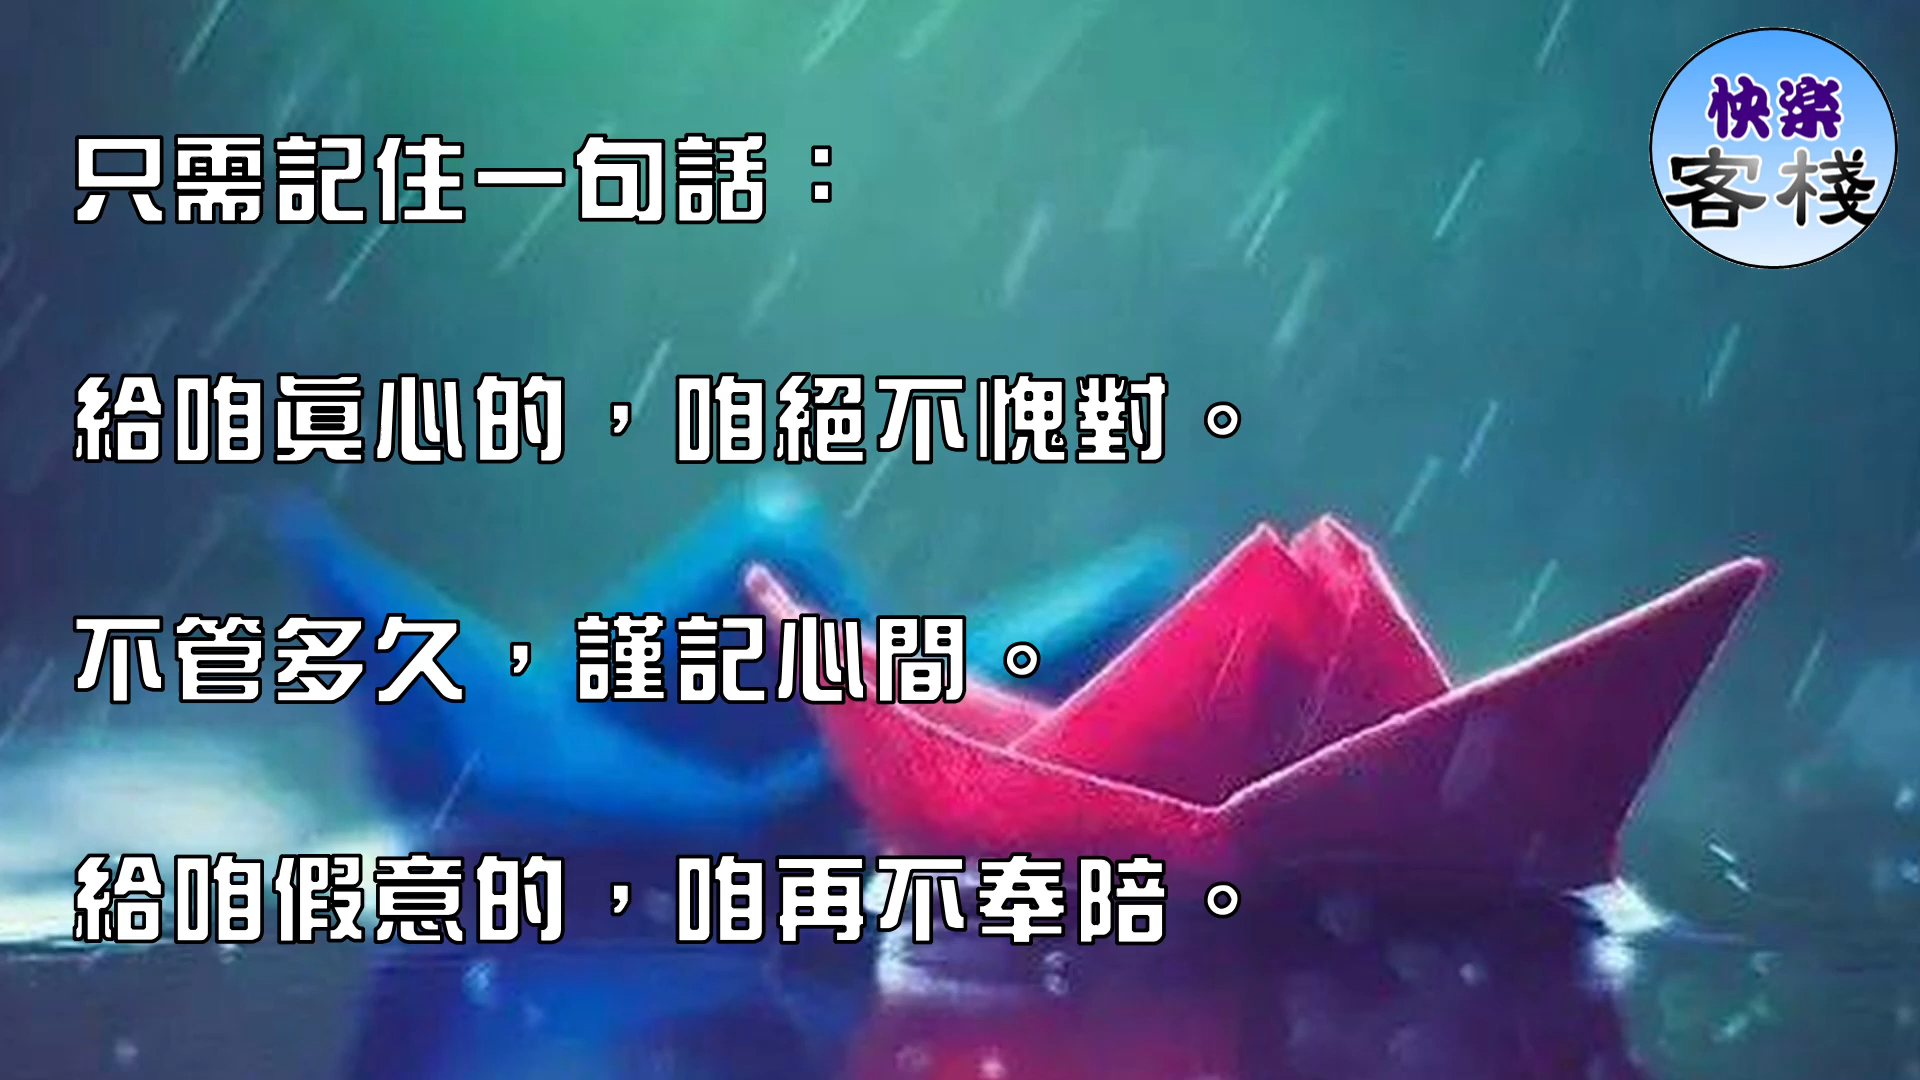 只需記住一句話：
給咱眞心的，咱絕不愧對。
不管多久，謹記心間。
給咱假意的，咱再不奉陪。
快樂
客棧